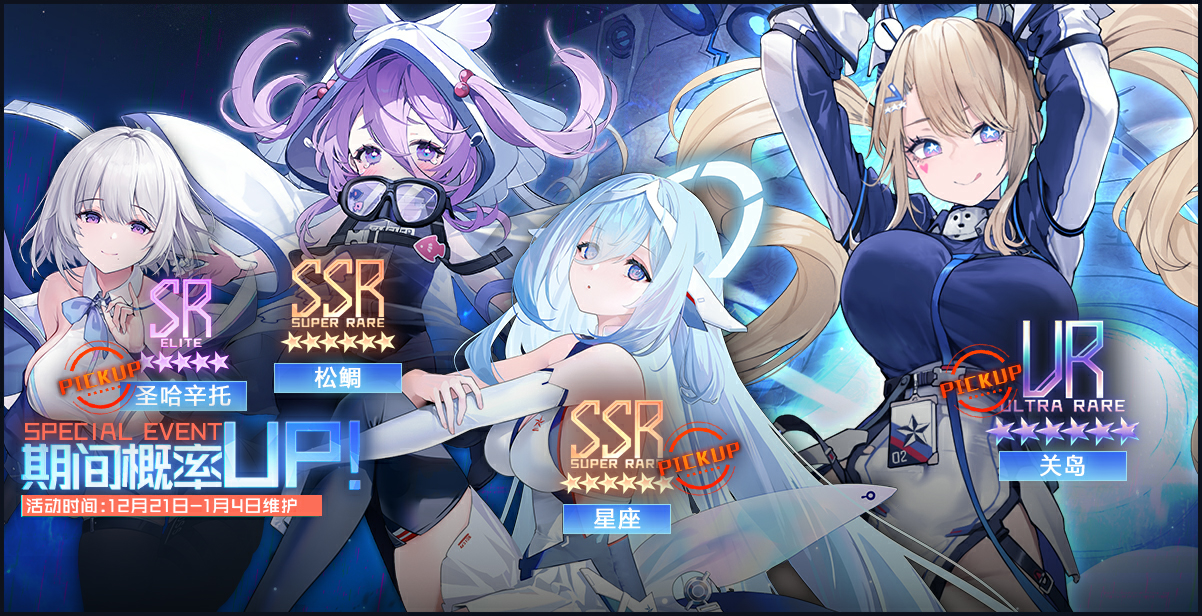 SR
ELITE
PICKUP
圣哈辛托
SSR
SUPER RARE
松鲷
SSR
SUPER RARE
PICKUP
星座
UR
ULTRA RARE
PICKUP
关岛
02
SPECIAL EVENT
期间概率UP!
活动时间:12月21日-1月4日维护